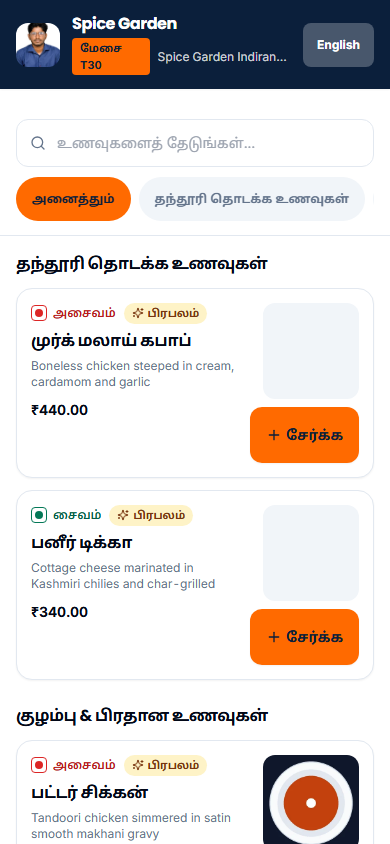 Spice Garden
மேசை
T30
Spice Garden Indiran...
English
உணவுகளைத் தேடுங்கள்...
அனைத்தும்
தந்தூரி தொடக்க உணவுகள்
தந்தூரி தொடக்க உணவுகள்
அசைவம்
பிரபலம்
முர்க் மலாய் கபாப்
Boneless chicken steeped in cream,
cardamom and garlic
₹440.00
+ சேர்க்க
சைவம்
பிரபலம்
பனீர் டிக்கா
Cottage cheese marinated in
Kashmiri chilies and char-grilled
₹340.00
+ சேர்க்க
குழம்பு & பிரதான உணவுகள்
அசைவம்
பிரபலம்
பட்டர் சிக்கன்
Tandoori chicken simmered in satin
smooth makhani gravy